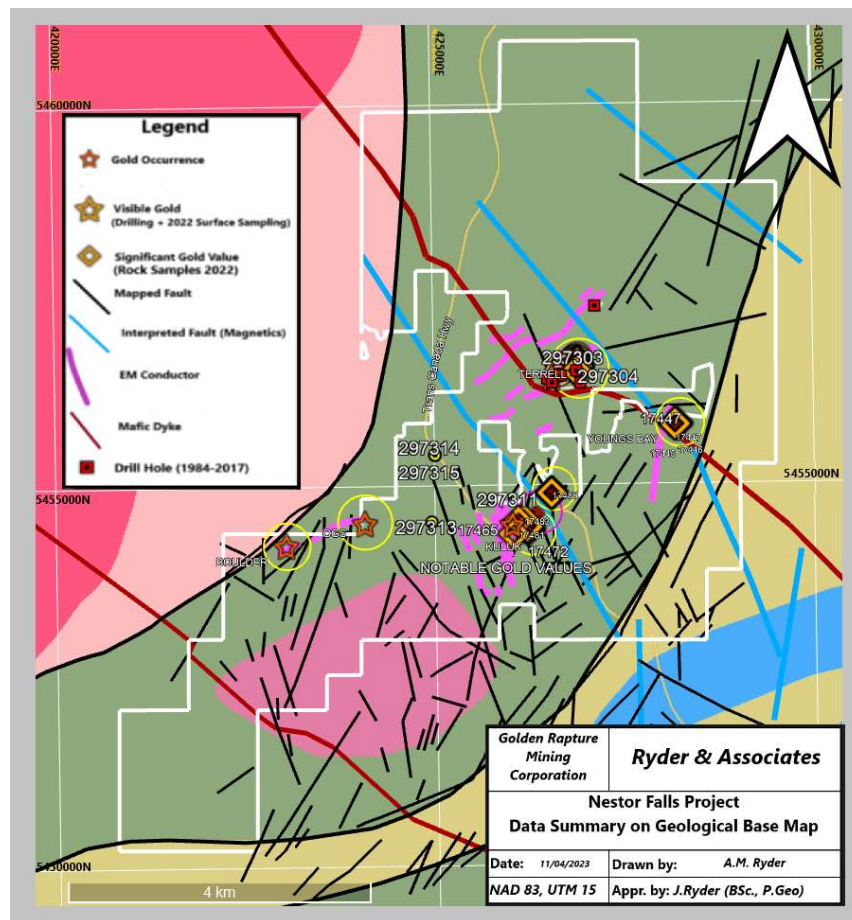 420000E
425000E
430000E
5460000N
Legend
Gold Occurrence
Visible Gold
(Drilling + 2022 Surface Sampling)
Significant Gold Value
(Rock Samples 2022)
Mapped Fault
Interpreted Fault (Magnetics)
EM Conductor
Mafic Dyke
Drill Hole (1984-2017)
Trans Canada Hwy
297303
TERRELL
297304
17447
YOUNGS BAY
17446
297314
297315
5455000N
5455000N
297311
297313
17465
17472
OGS
BOULDER
NOTABLE GOLD VALUES
Golden Rapture
Mining
Corporation
Ryder & Associates
Nestor Falls Project
Data Summary on Geological Base Map
Date: 11/04/2023
Drawn by: A.M. Ryder
NAD 83, UTM 15
Appr. by: J.Ryder (BSc., P.Geo)
5450000N
4 km